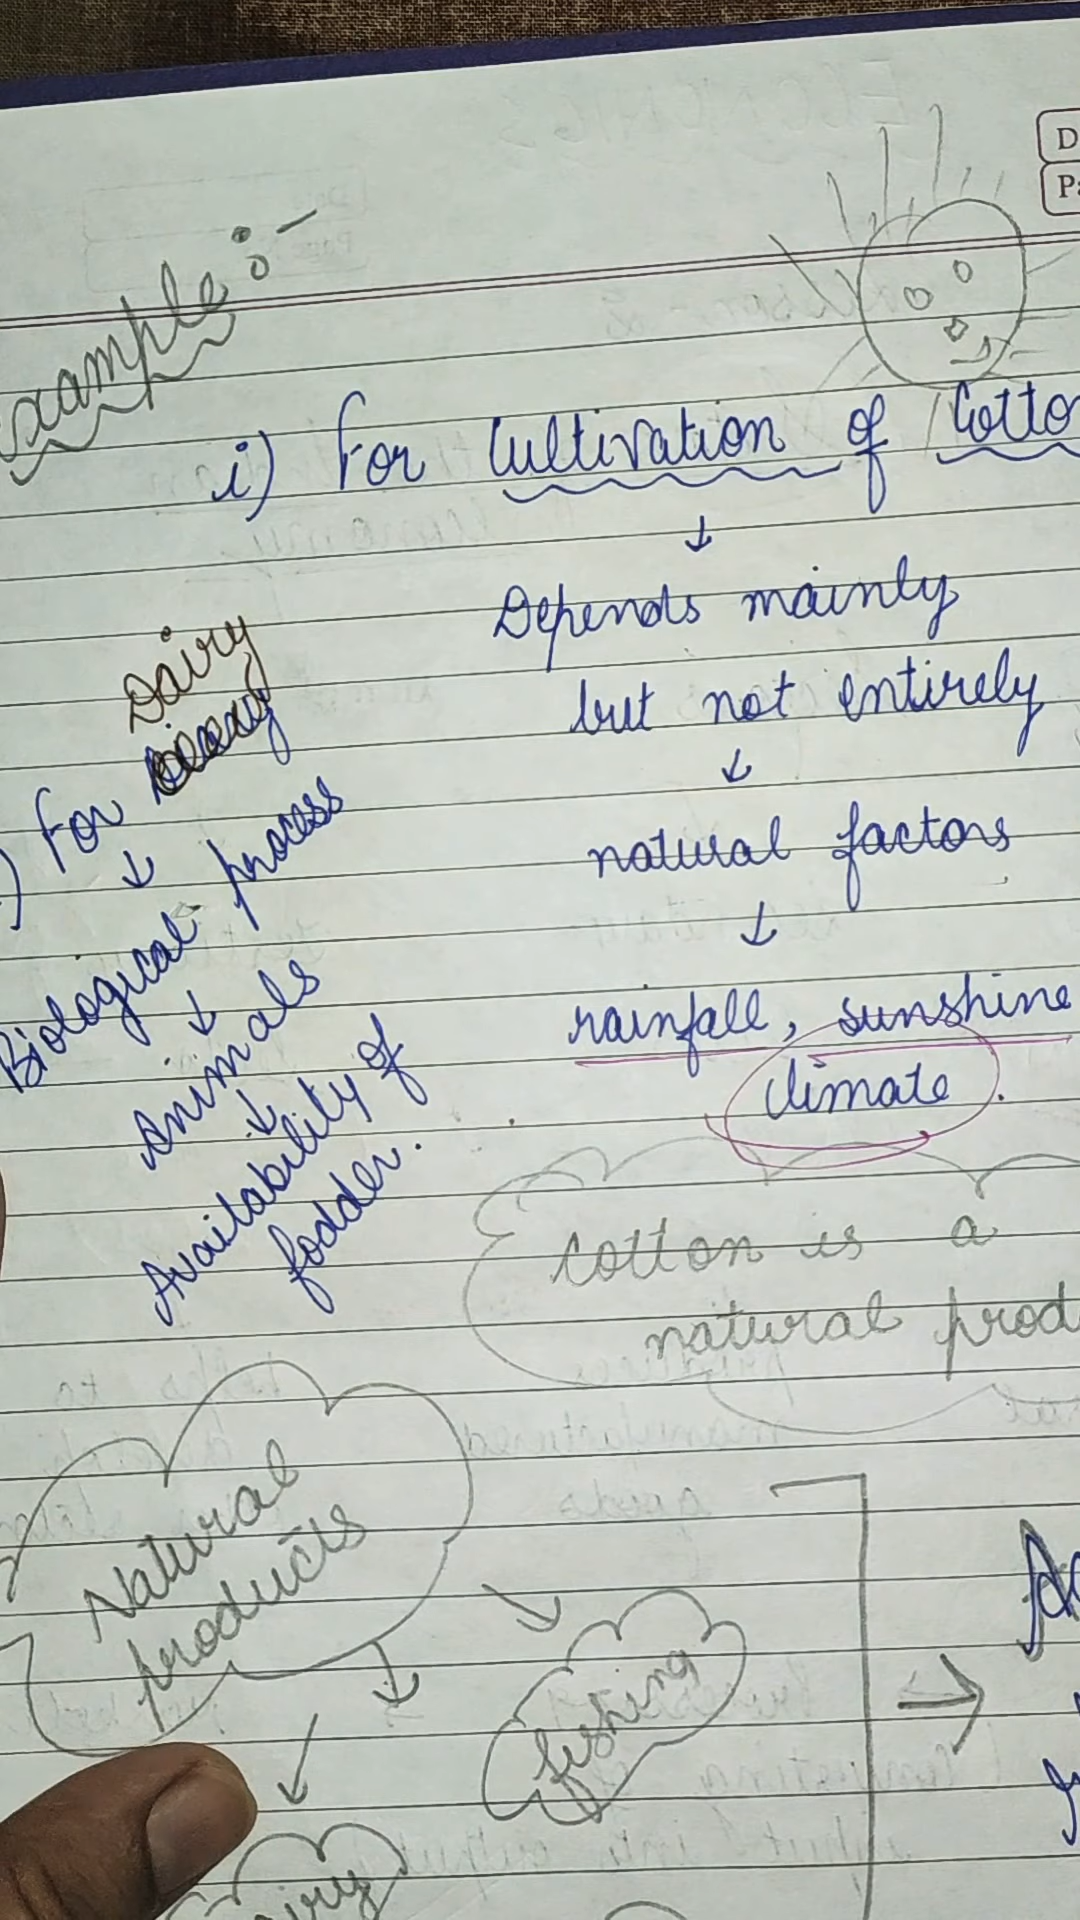 xample :-
i) For Cultivation of Cotto
↓
Depends mainly
but not entirely
↓
natural factors
↓
rainfall, sunshine
climate.
Dairy
) For
↓
Biological process
↓
Animals
↓
Availability of
fodder.
Cotton is a
natural prod
Natural
products
fishing
iry